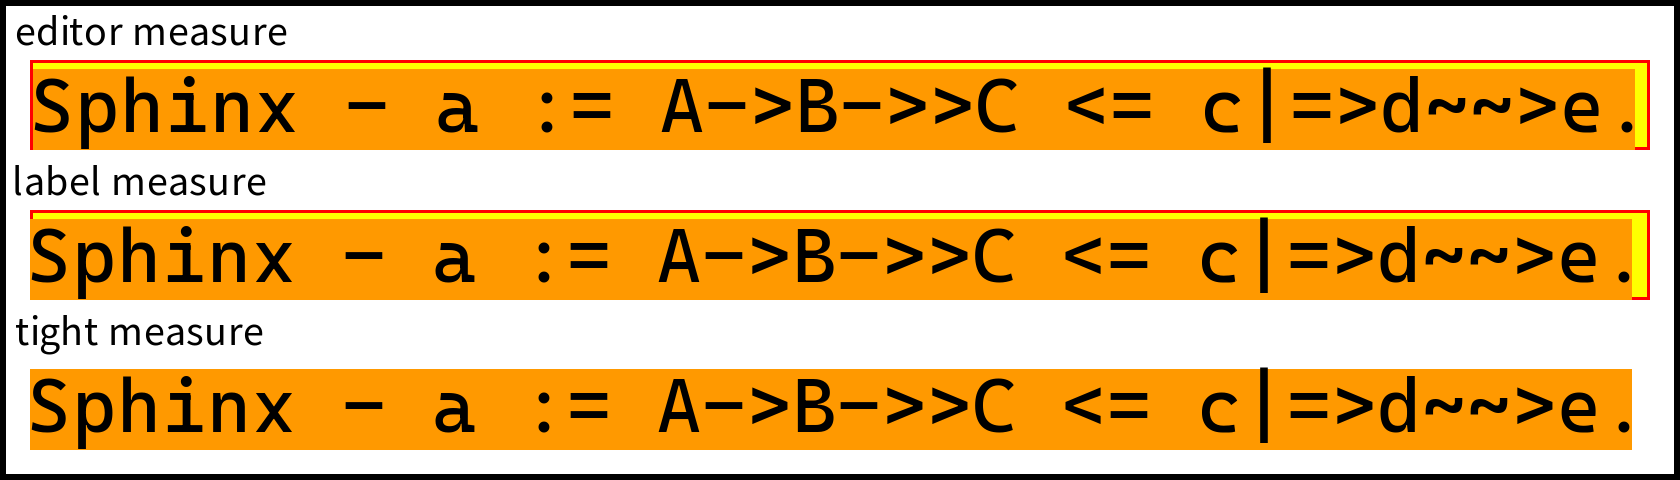 editor measure
Sphinx – a := A–>B–>>C <= c|=>d~~>e.
label measure
Sphinx – a := A–>B–>>C <= c|=>d~~>e.
tight measure
Sphinx – a := A–>B–>>C <= c|=>d~~>e.